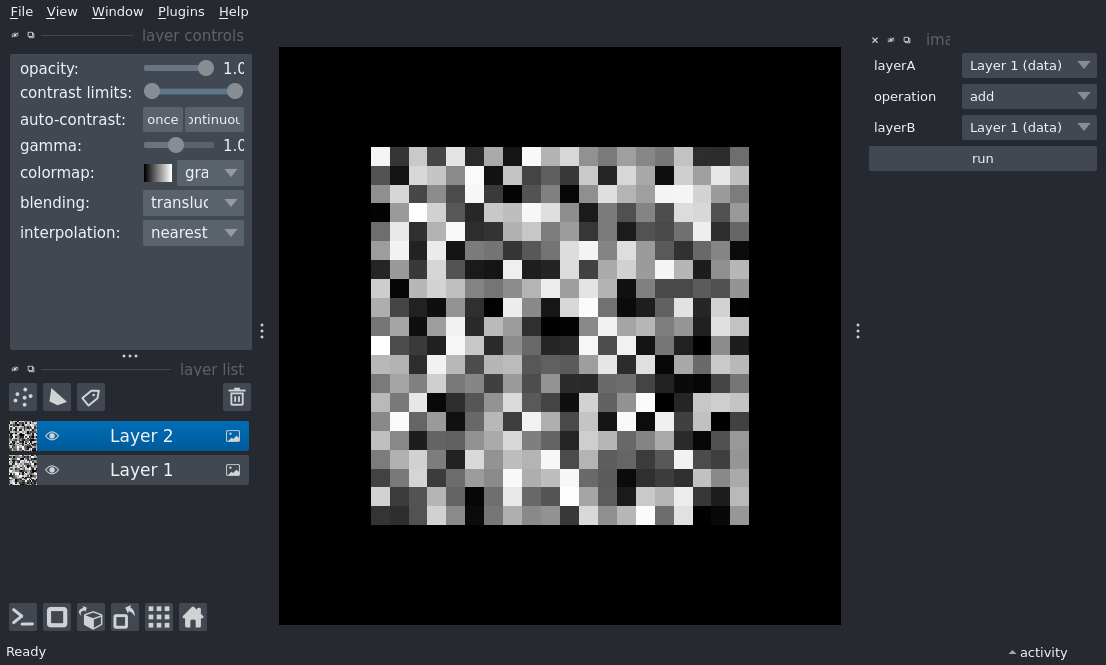 File View Window Plugins Help
layer controls
opacity: 1.0
contrast limits:
auto-contrast: once ontinuou
gamma: 1.0
colormap: gra
blending: transluc
interpolation: nearest
layer list
Layer 2
Layer 1
Ready
ima
layerA Layer 1 (data)
operation add
layerB Layer 1 (data)
run
activity